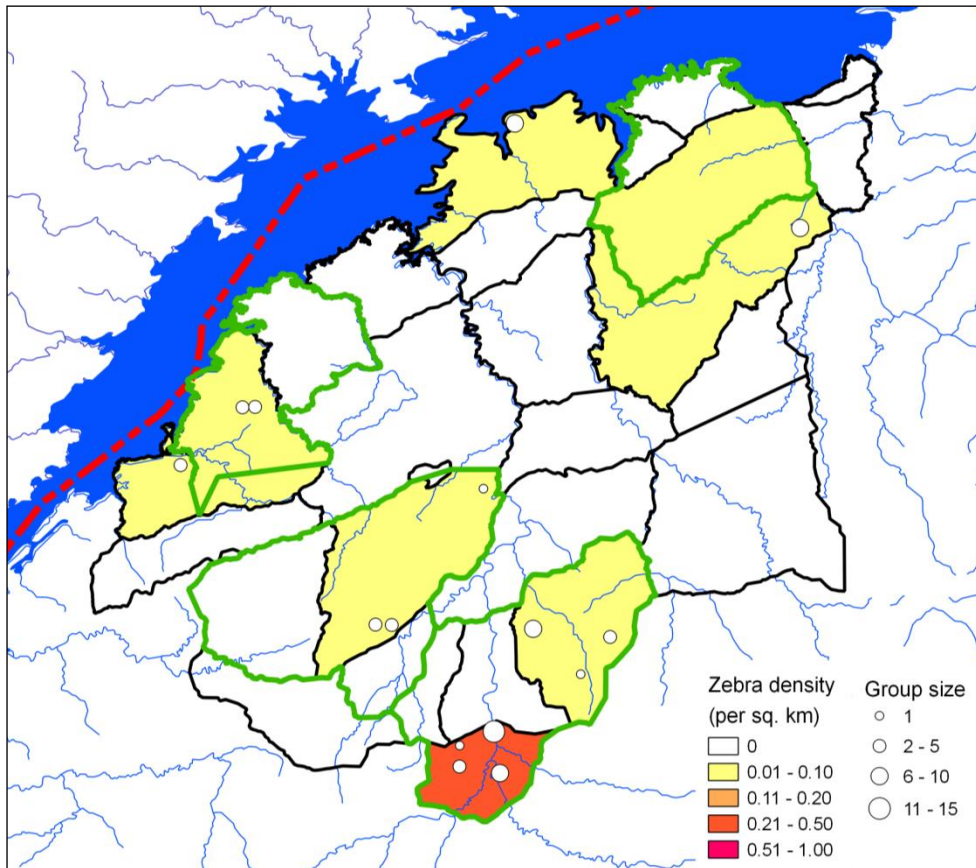 Zebra density
(per sq. km)
0
0.01 - 0.10
0.11 - 0.20
0.21 - 0.50
0.51 - 1.00
Group size
1
2 - 5
6 - 10
11 - 15